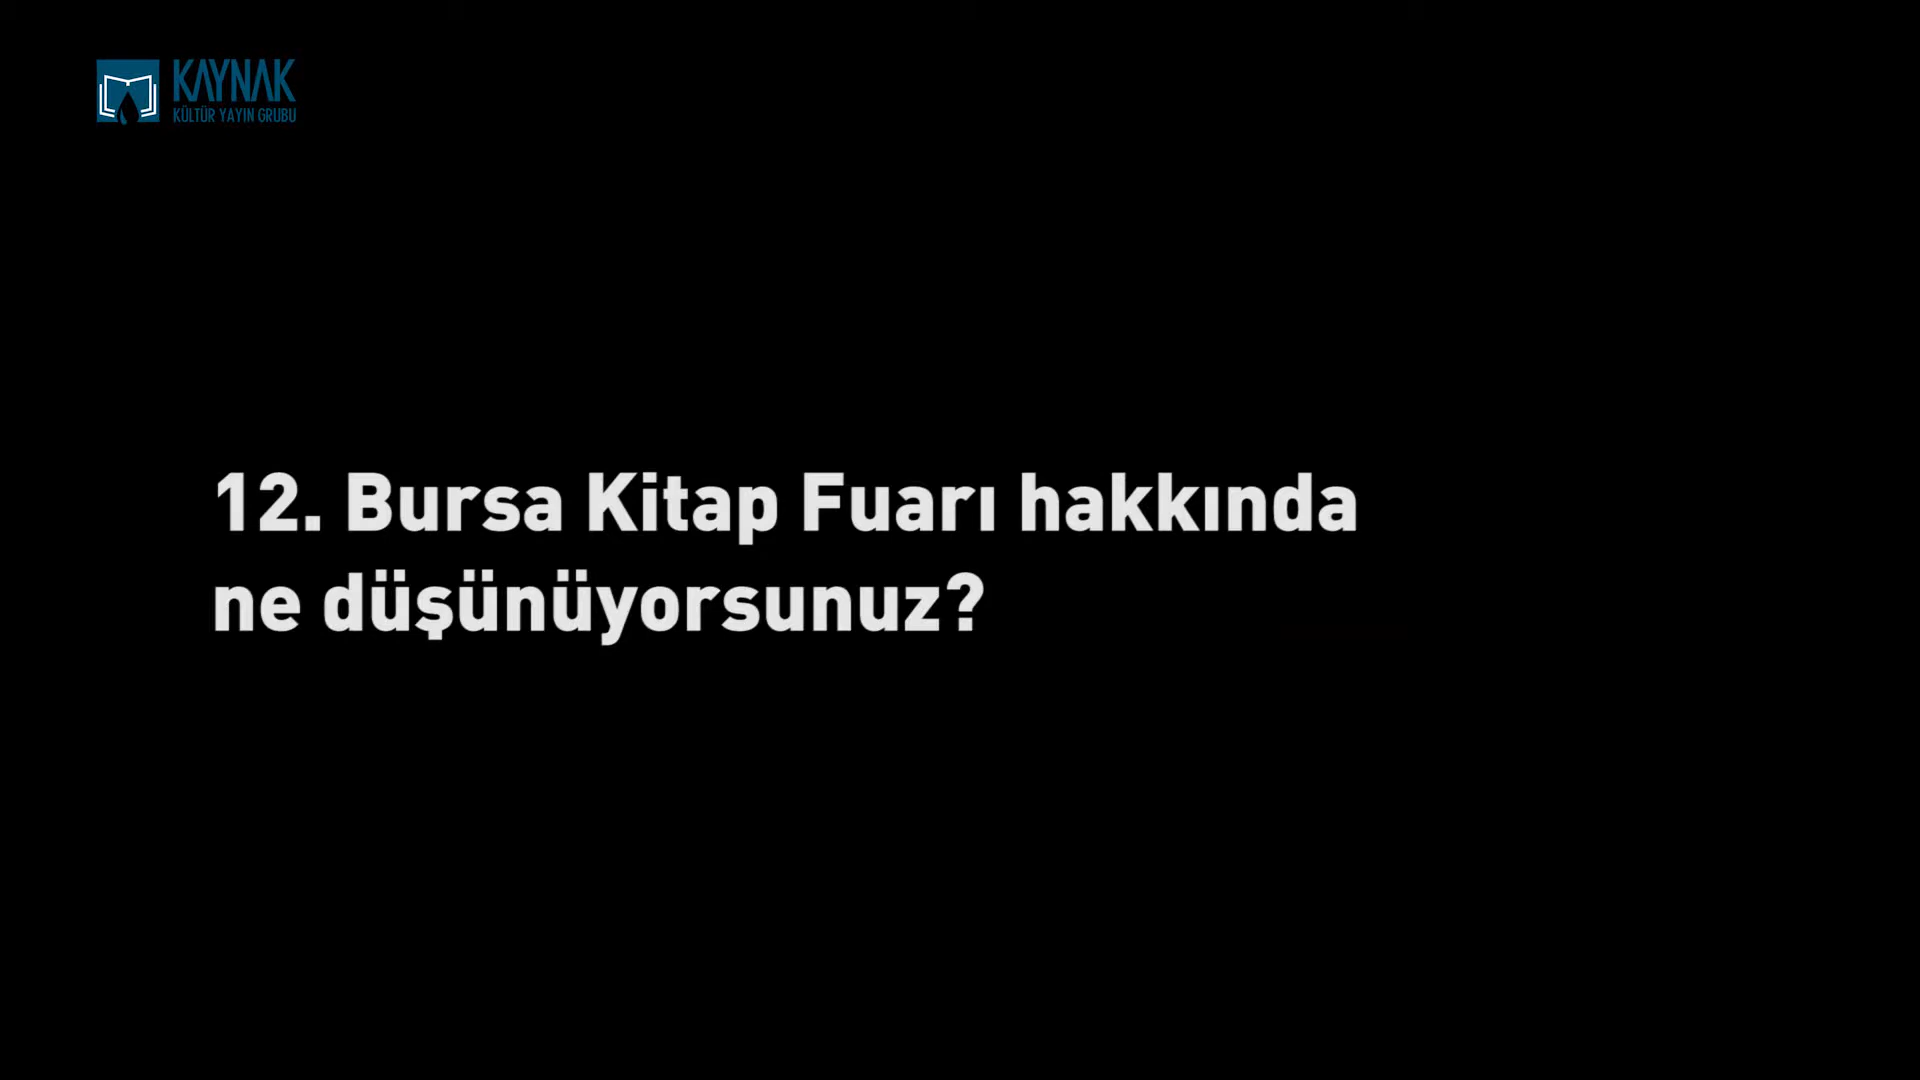 KAYNAK
KÜLTÜR YAYIN GRUBU
12. Bursa Kitap Fuarı hakkında
ne düşünüyorsunuz?